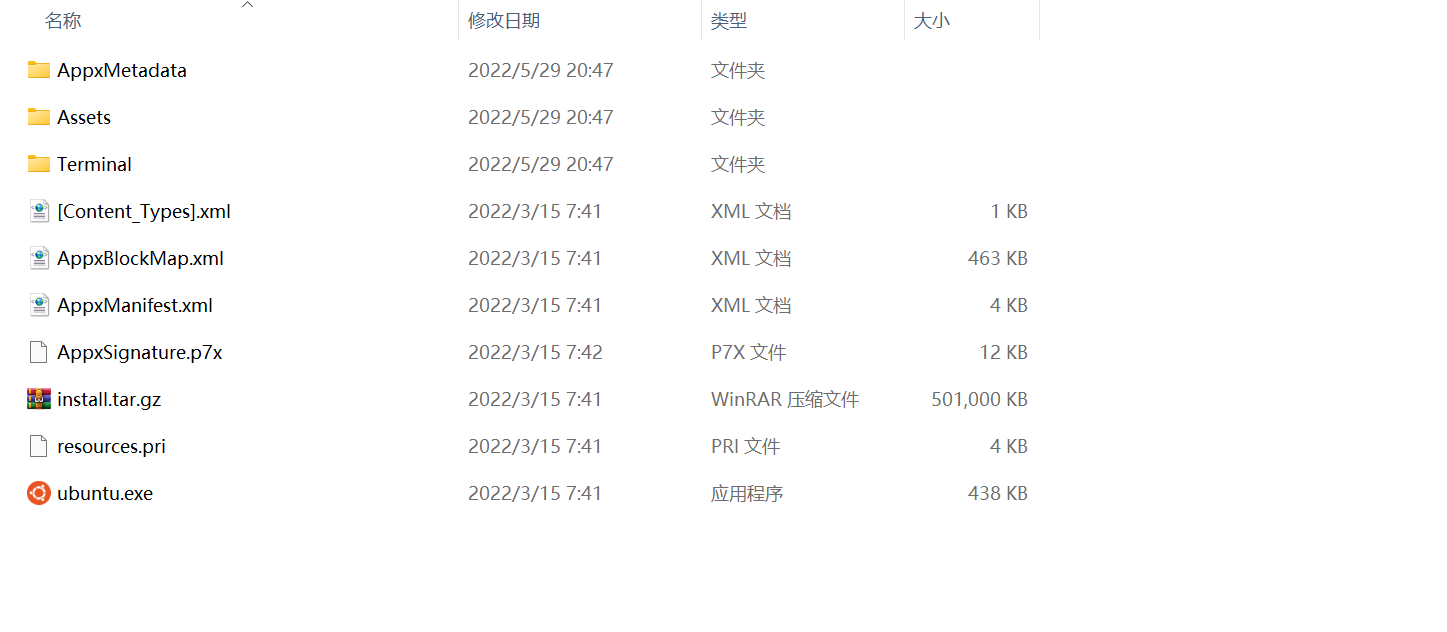 名称 修改日期 类型 大小
AppxMetadata 2022/5/29 20:47 文件夹
Assets 2022/5/29 20:47 文件夹
Terminal 2022/5/29 20:47 文件夹
[Content_Types].xml 2022/3/15 7:41 XML 文档 1 KB
AppxBlockMap.xml 2022/3/15 7:41 XML 文档 463 KB
AppxManifest.xml 2022/3/15 7:41 XML 文档 4 KB
AppxSignature.p7x 2022/3/15 7:42 P7X 文件 12 KB
install.tar.gz 2022/3/15 7:41 WinRAR 压缩文件 501,000 KB
resources.pri 2022/3/15 7:41 PRI 文件 4 KB
ubuntu.exe 2022/3/15 7:41 应用程序 438 KB